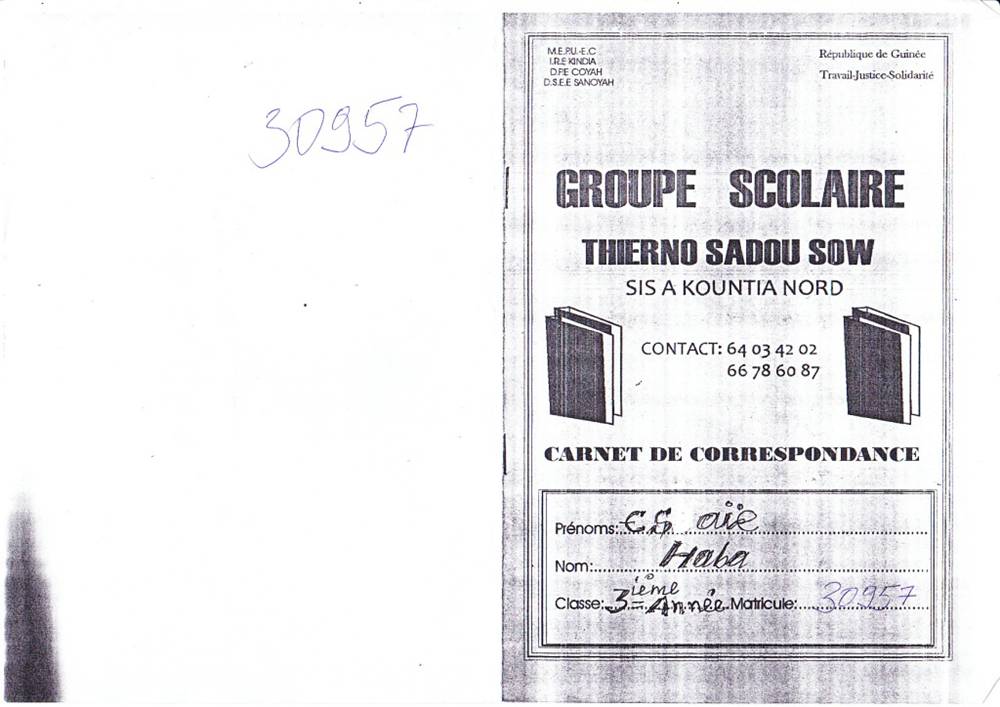 30957
M.E.P.U.-E.C
I.R.E KINDIA
D.P.E COYAH
D.S.E.E SANOYAH
République de Guinée
Travail-Justice-Solidarité
GROUPE SCOLAIRE
THIERNO SADOU SOW
SIS A KOUNTIA NORD
CONTACT: 64 03 42 02
66 78 60 87
CARNET DE CORRESPONDANCE
Prénoms: ES aïe
Nom: Haba
Classe: 3ième Année Matricule: 30957